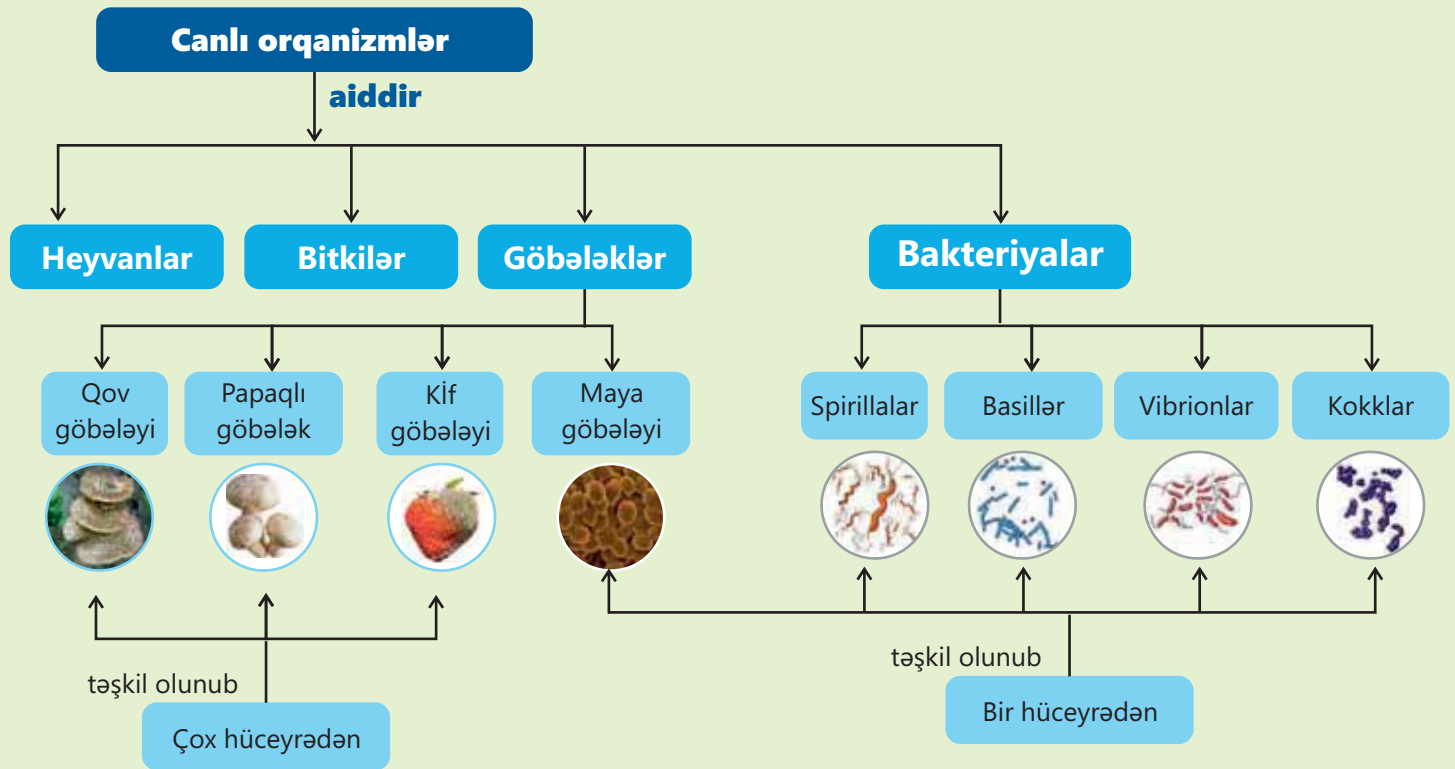 Canlı orqanizmlər
aiddir
Heyvanlar
Bitkilər
Göbələklər
Bakteriyalar
Qov
göbələyi
Papaqlı
göbələk
Kİf
göbələyi
Maya
göbələyi
Spirillalar
Basillər
Vibrionlar
Kokklar
təşkil olunub
Çox hüceyrədən
təşkil olunub
Bir hüceyrədən